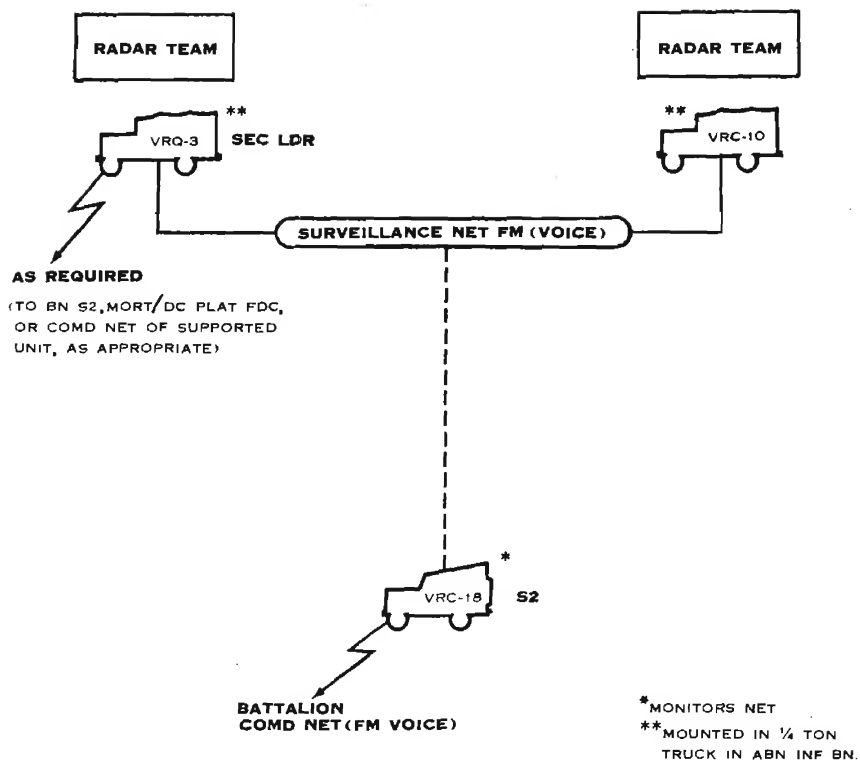 RADAR TEAM
RADAR TEAM
**
VRQ-3
SEC LDR
**
VRC-10
SURVEILLANCE NET FM (VOICE)
AS REQUIRED
(TO BN S2, MORT/DC PLAT FDC,
OR COMD NET OF SUPPORTED
UNIT, AS APPROPRIATE)
*
VRC-18
S2
BATTALION
COMD NET (FM VOICE)
*MONITORS NET
**MOUNTED IN ¼ TON
TRUCK IN ABN INF BN.